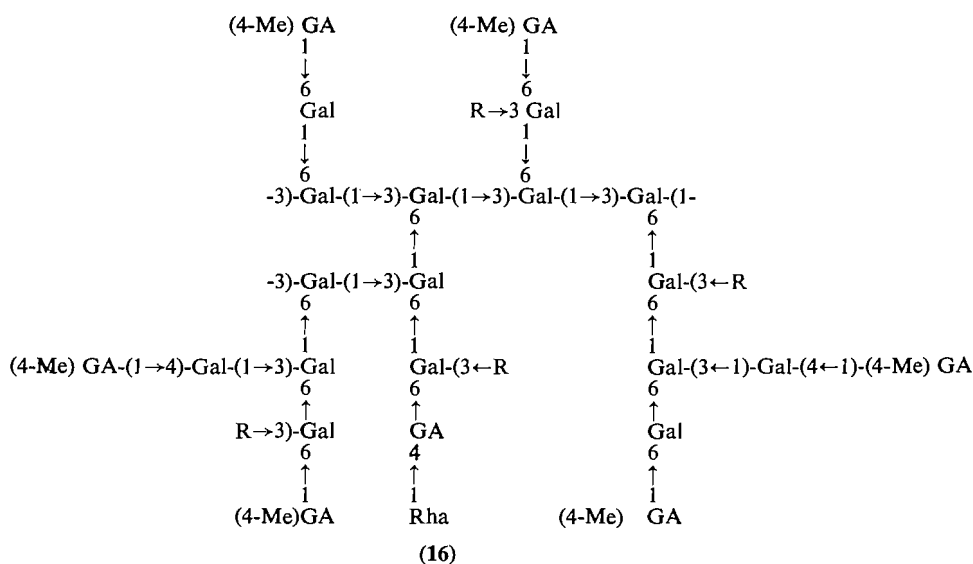 (4-Me) GA (4-Me) GA
1 1
↓ ↓
6 6
Gal R→3 Gal
1 1
↓ ↓
6 6
-3)-Gal-(1→3)-Gal-(1→3)-Gal-(1→3)-Gal-(1-
6 6
↑ ↑
1 1
-3)-Gal-(1→3)-Gal Gal-(3←R
6 6 6
↑ ↑ ↑
1 1 1
(4-Me) GA-(1→4)-Gal-(1→3)-Gal Gal-(3←R Gal-(3←1)-Gal-(4←1)-(4-Me) GA
6 6 6
↑ ↑ ↑
R→3)-Gal GA Gal
6 4 6
↑ ↑ ↑
1 1 1
(4-Me)GA Rha (4-Me) GA
(16)